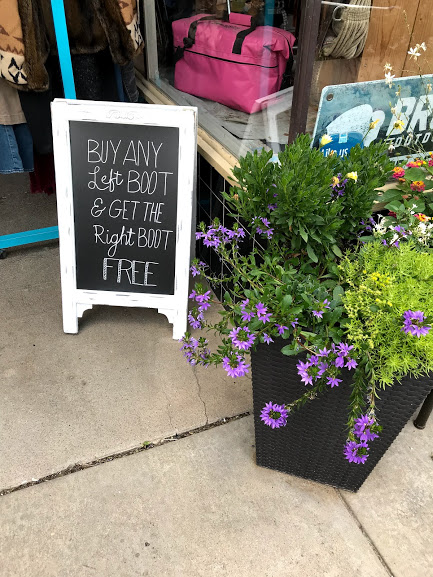 BUY ANY
Left BOOT
& GET THE
Right BOOT
FREE